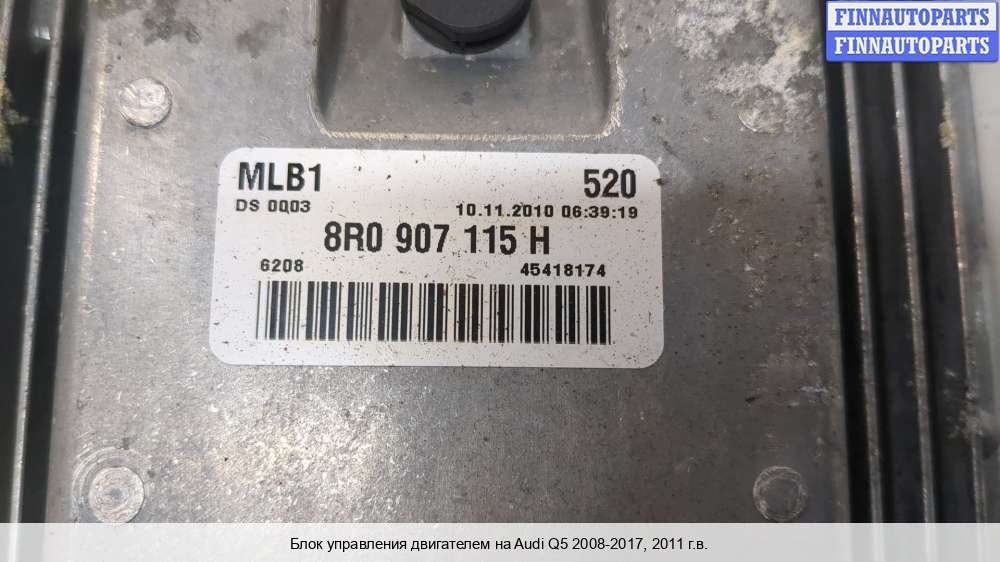 FINNAUTOPARTS
FINNAUTOPARTS
MLB1 520
DS 0003 10.11.2010 06:39:19
8R0 907 115 H
6208 45418174
Блок управления двигателем на Audi Q5 2008-2017, 2011 г.в.